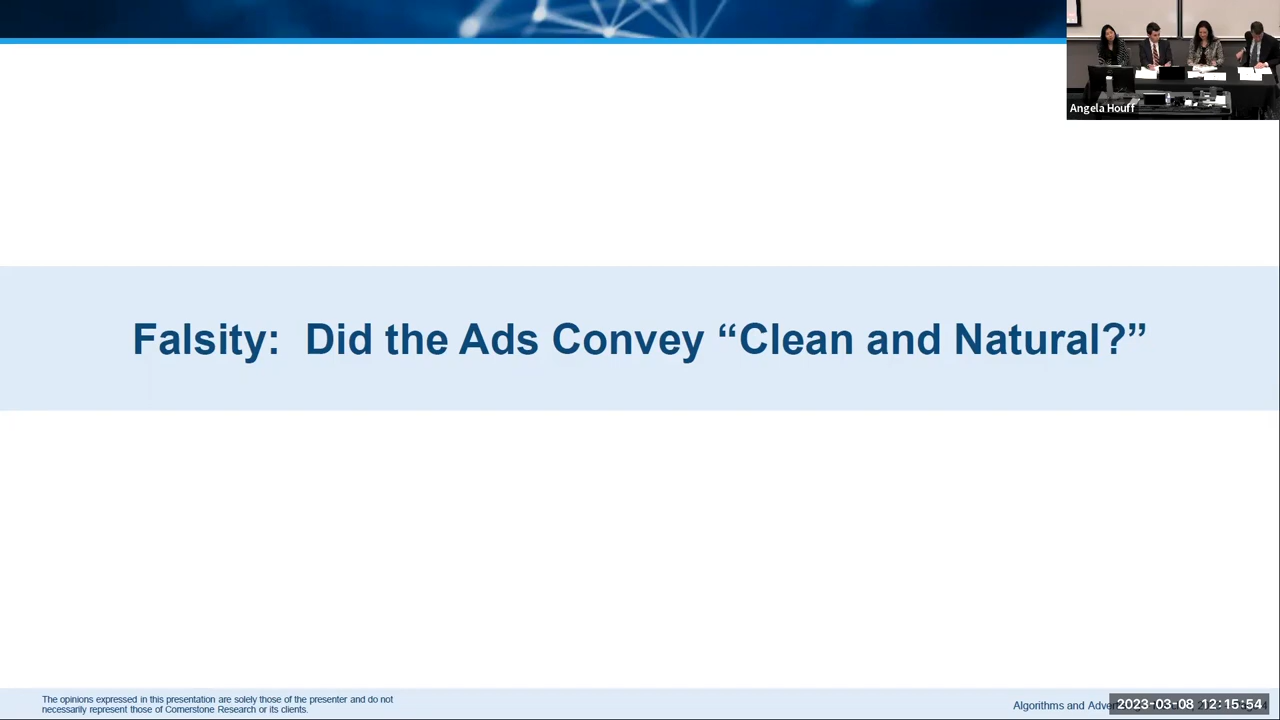 Angela Houff
Falsity:  Did the Ads Convey “Clean and Natural?”
The opinions expressed in this presentation are solely those of the presenter and do not
necessarily represent those of Cornerstone Research or its clients.
Algorithms and
2023-03-08 12:15:54